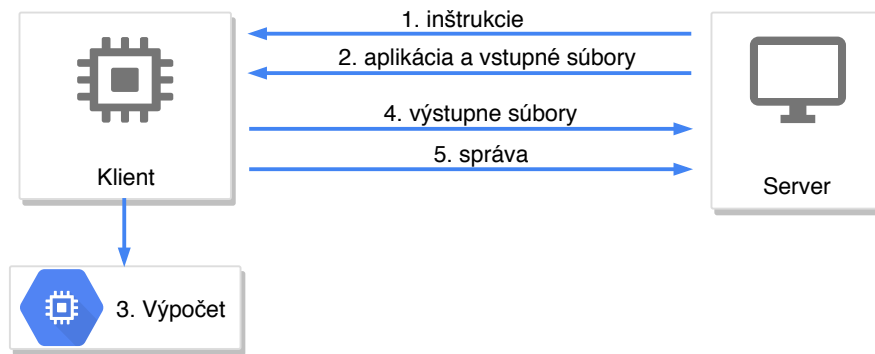 1. inštrukcie
2. aplikácia a vstupné súbory
4. výstupne súbory
5. správa
Klient
Server
3. Výpočet